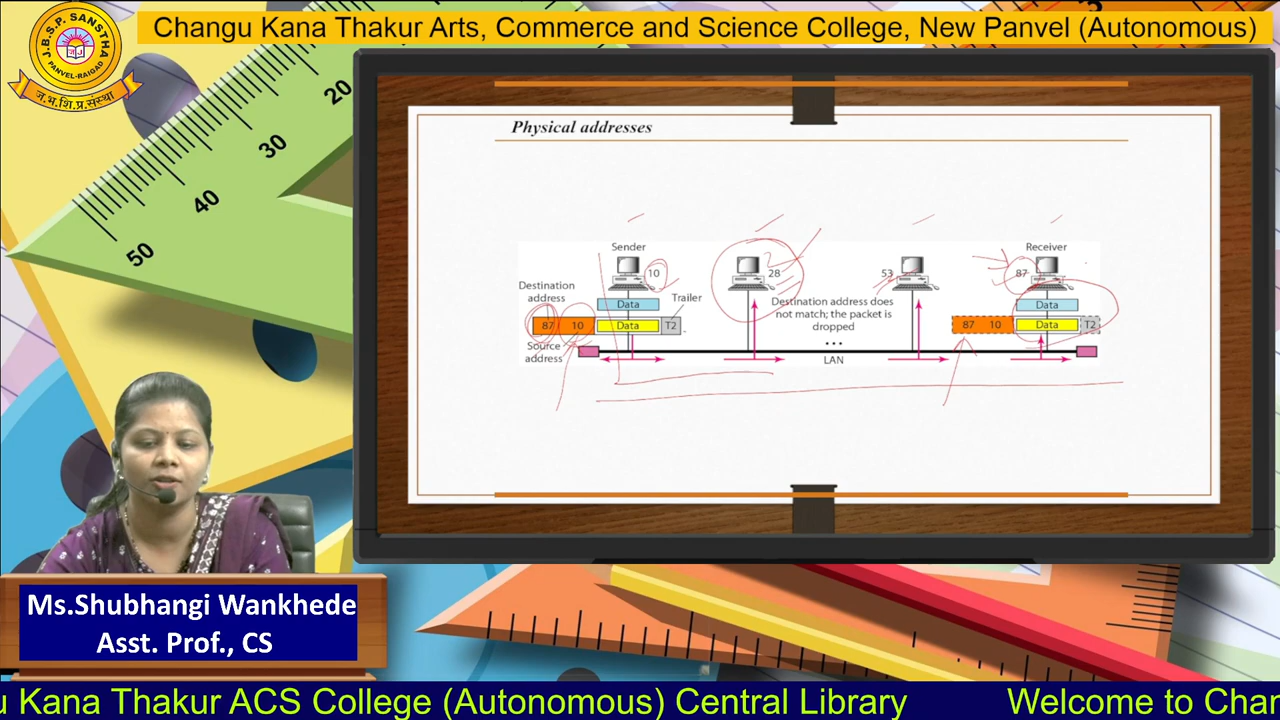 Changu Kana Thakur Arts, Commerce and Science College, New Panvel (Autonomous)
J.B.S.P. SANSTHA
PANVEL-RAIGAD
ज.भ.शि.प्र.संस्था
20
30
40
50
3
Physical addresses
Sender
Receiver
10
28
53
87
Destination
address
Trailer
Data
Data
87 10 Data T2
Destination address does
not match; the packet is
dropped
87 10 Data T2
Source
address
...
LAN
Ms.Shubhangi Wankhede
Asst. Prof., CS
u Kana Thakur ACS College (Autonomous) Central Library
Welcome to Char